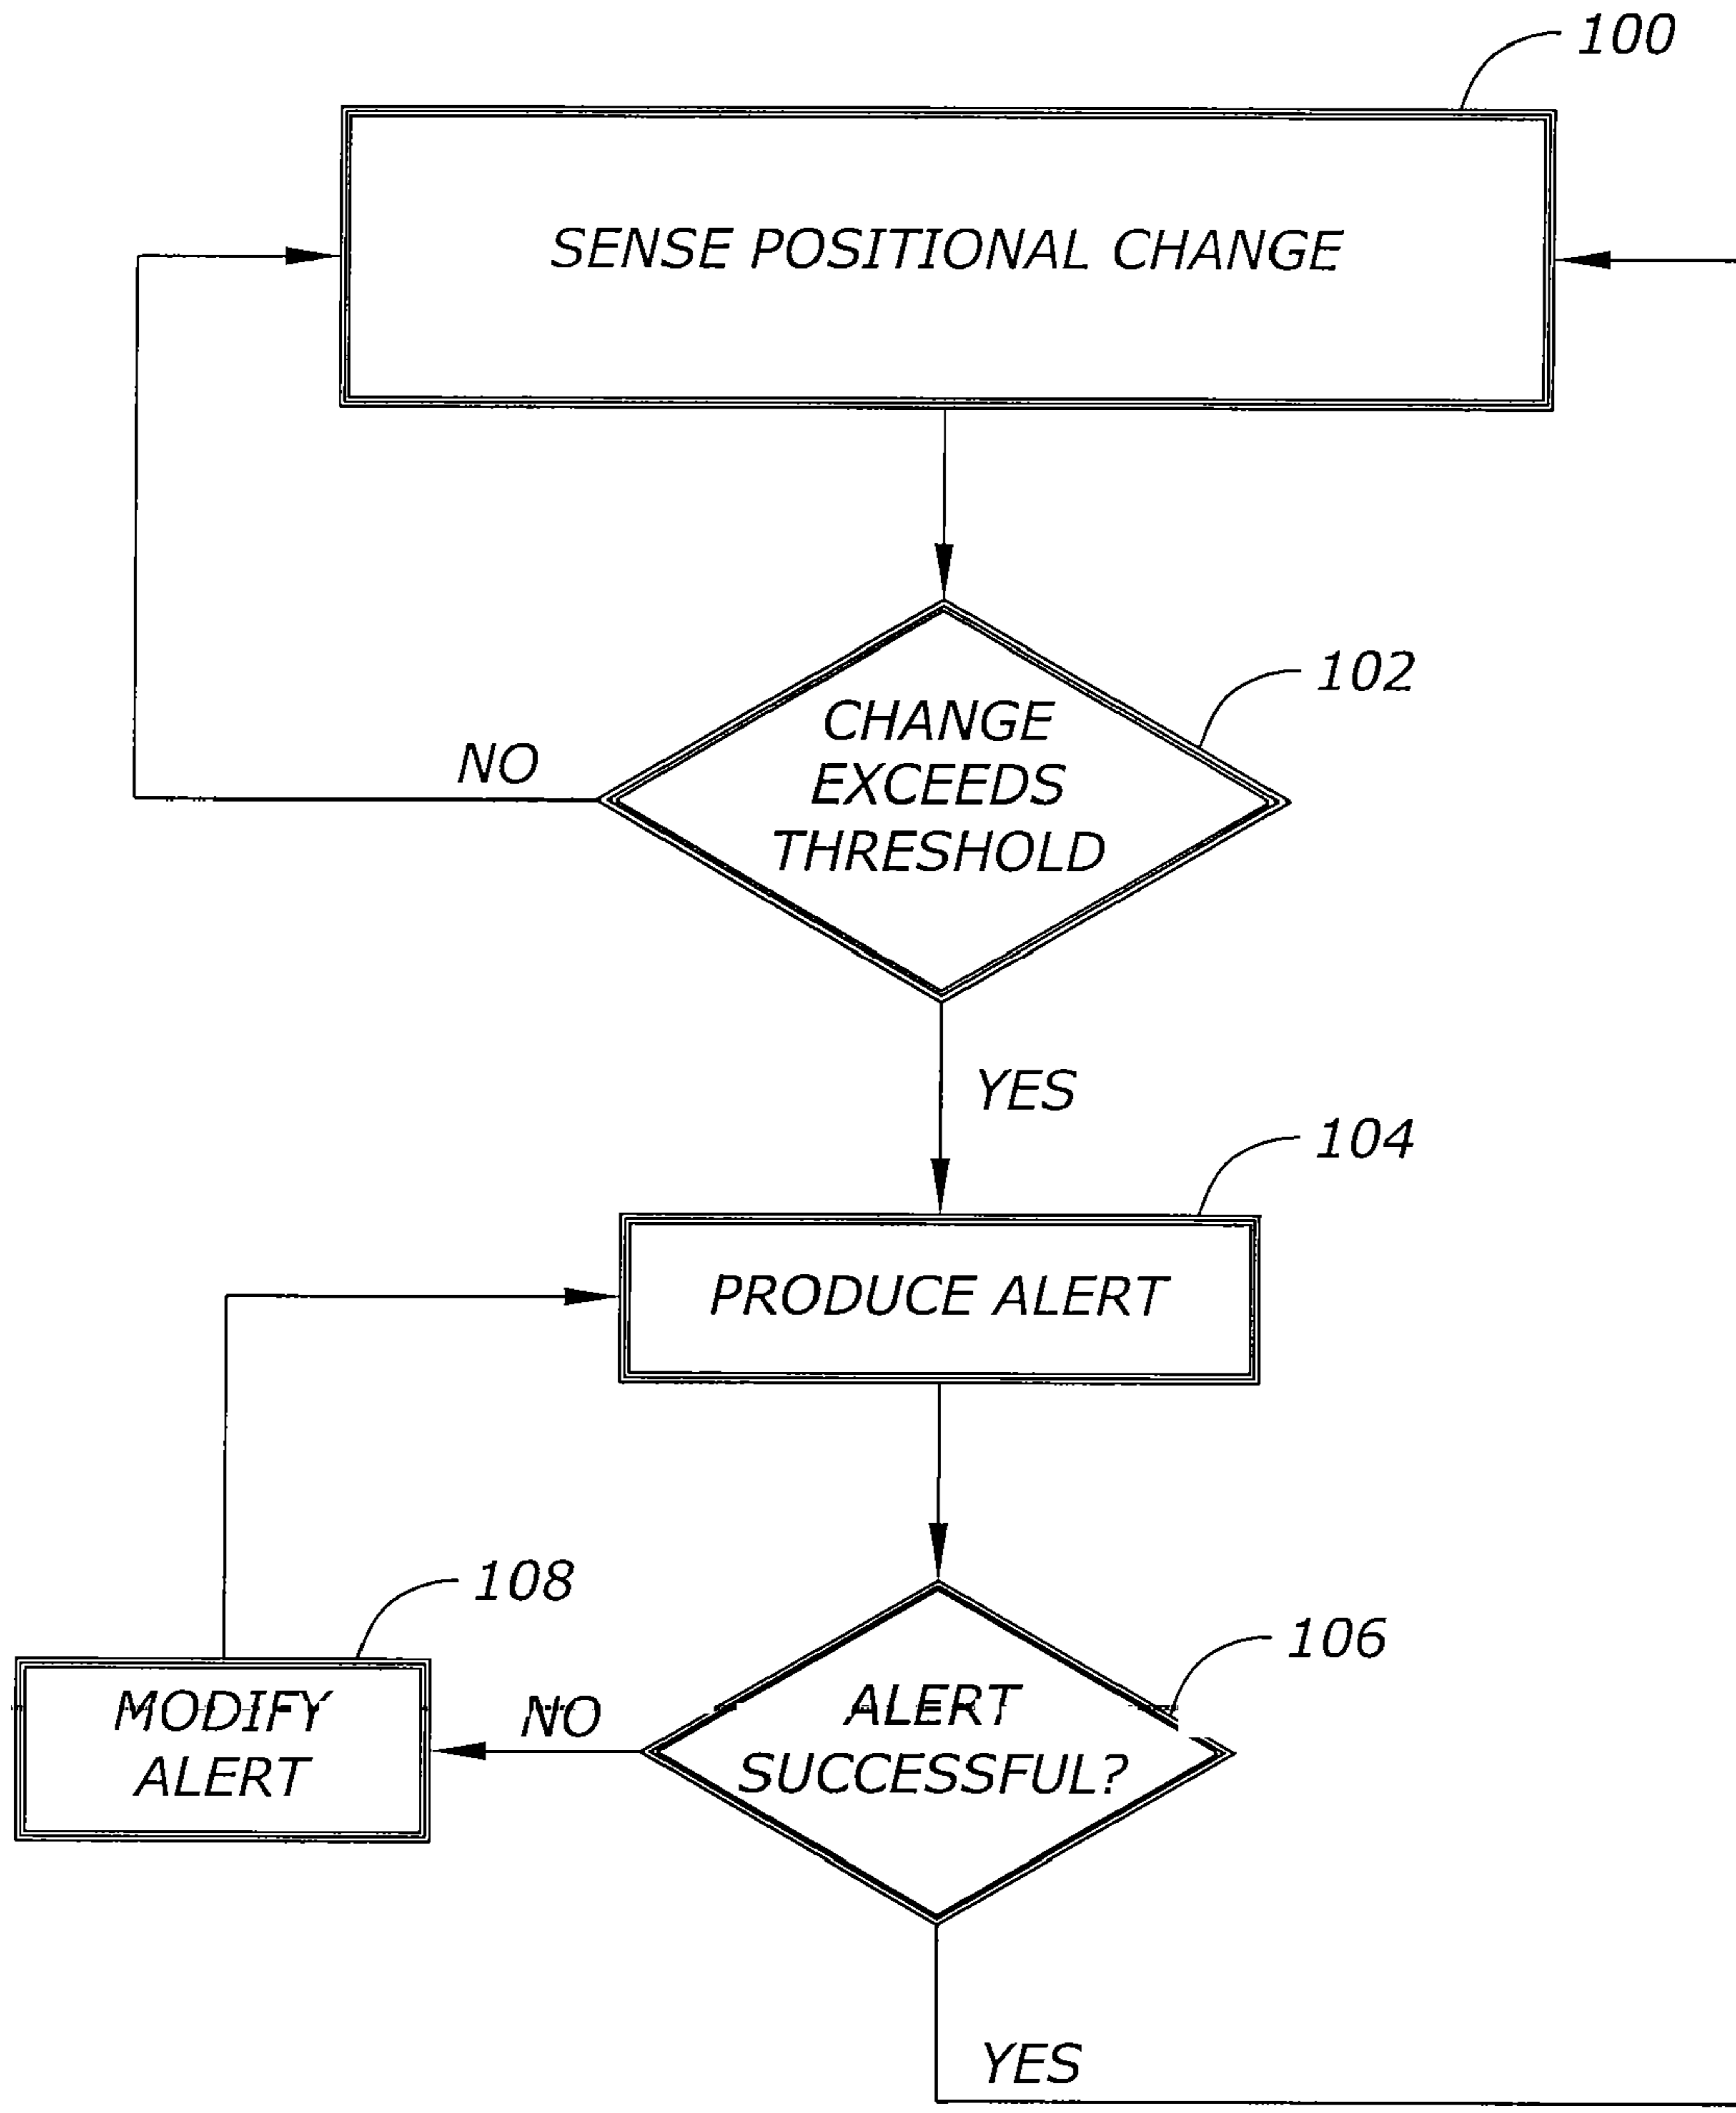 100
SENSE POSITIONAL CHANGE
102
CHANGE
EXCEEDS
THRESHOLD
NO
YES
104
PRODUCE ALERT
108
106
MODIFY
ALERT
NO
ALERT
SUCCESSFUL?
YES